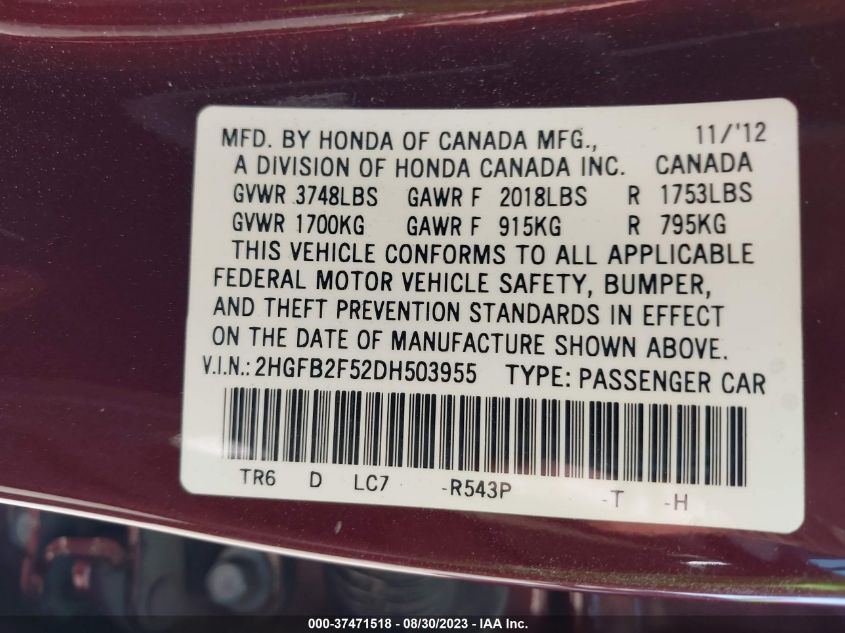 MFD. BY HONDA OF CANADA MFG., 11/'12
A DIVISION OF HONDA CANADA INC. CANADA
GVWR 3748LBS GAWR F 2018LBS R 1753LBS
GVWR 1700KG GAWR F 915KG R 795KG
THIS VEHICLE CONFORMS TO ALL APPLICABLE
FEDERAL MOTOR VEHICLE SAFETY, BUMPER,
AND THEFT PREVENTION STANDARDS IN EFFECT
ON THE DATE OF MANUFACTURE SHOWN ABOVE.
V.I.N.: 2HGFB2F52DH503955 TYPE: PASSENGER CAR
TR6 D LC7 -R543P -T -H
000-37471518 - 08/30/2023 - IAA Inc.